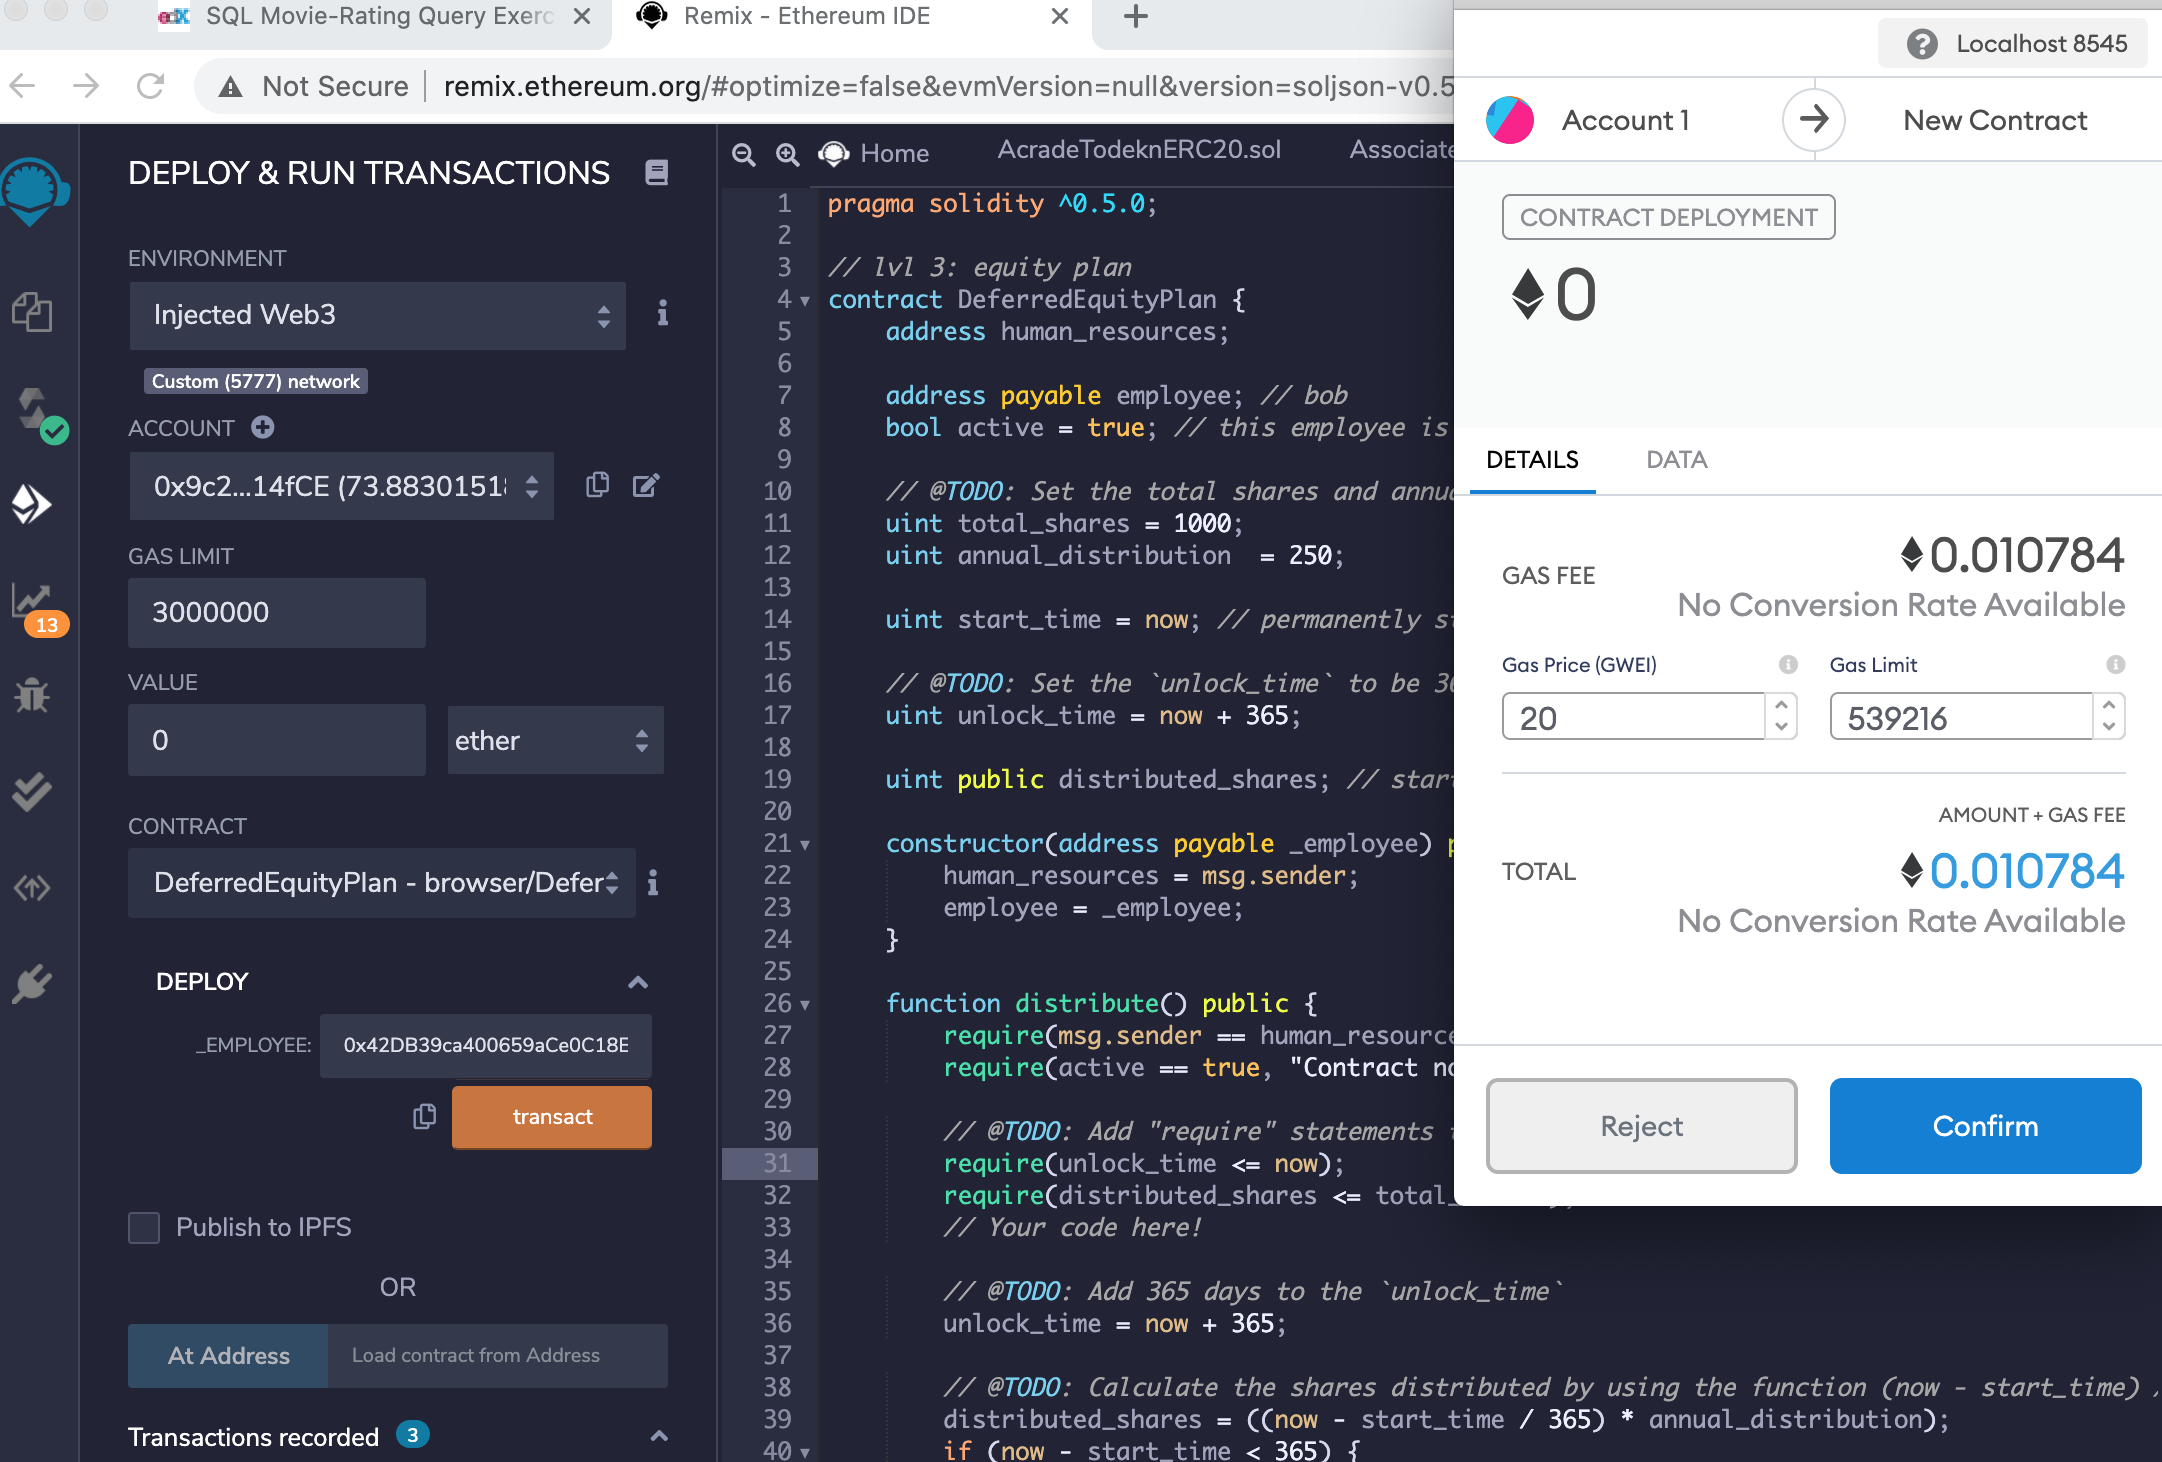 SQL Movie-Rating Query Exerc
Remix - Ethereum IDE
Not Secure
remix.ethereum.org/#optimize=false&evmVersion=null&version=soljson-v0.5
DEPLOY & RUN TRANSACTIONS
ENVIRONMENT
Injected Web3
Custom (5777) network
ACCOUNT
0x9c2...14fCE (73.8830151
GAS LIMIT
3000000
VALUE
0
ether
CONTRACT
DeferredEquityPlan - browser/Defer
DEPLOY
_EMPLOYEE:
0x42DB39ca400659aCe0C18E
transact
Publish to IPFS
OR
At Address
Load contract from Address
Transactions recorded 3
13
Home
AcradeTodeknERC20.sol
Associate
1 pragma solidity ^0.5.0;
2
3 // lvl 3: equity plan
4 contract DeferredEquityPlan {
5 address human_resources;
6
7 address payable employee; // bob
8 bool active = true; // this employee is
9
10 // @TODO: Set the total shares and annua
11 uint total_shares = 1000;
12 uint annual_distribution  = 250;
13
14 uint start_time = now; // permanently s
15
16 // @TODO: Set the `unlock_time` to be 36
17 uint unlock_time = now + 365;
18
19 uint public distributed_shares; // star
20
21 constructor(address payable _employee) p
22 human_resources = msg.sender;
23 employee = _employee;
24 }
25
26 function distribute() public {
27 require(msg.sender == human_resource
28 require(active == true, "Contract no
29
30 // @TODO: Add "require" statements
31 require(unlock_time <= now);
32 require(distributed_shares <= total_
33 // Your code here!
34
35 // @TODO: Add 365 days to the `unlock_time`
36 unlock_time = now + 365;
37
38 // @TODO: Calculate the shares distributed by using the function (now - start_time) /
39 distributed_shares = ((now - start_time / 365) * annual_distribution);
40 if (now - start_time < 365) {
Localhost 8545
Account 1
New Contract
CONTRACT DEPLOYMENT
0
DETAILS
DATA
GAS FEE
0.010784
No Conversion Rate Available
Gas Price (GWEI)
Gas Limit
20
539216
AMOUNT + GAS FEE
TOTAL
0.010784
No Conversion Rate Available
Reject
Confirm